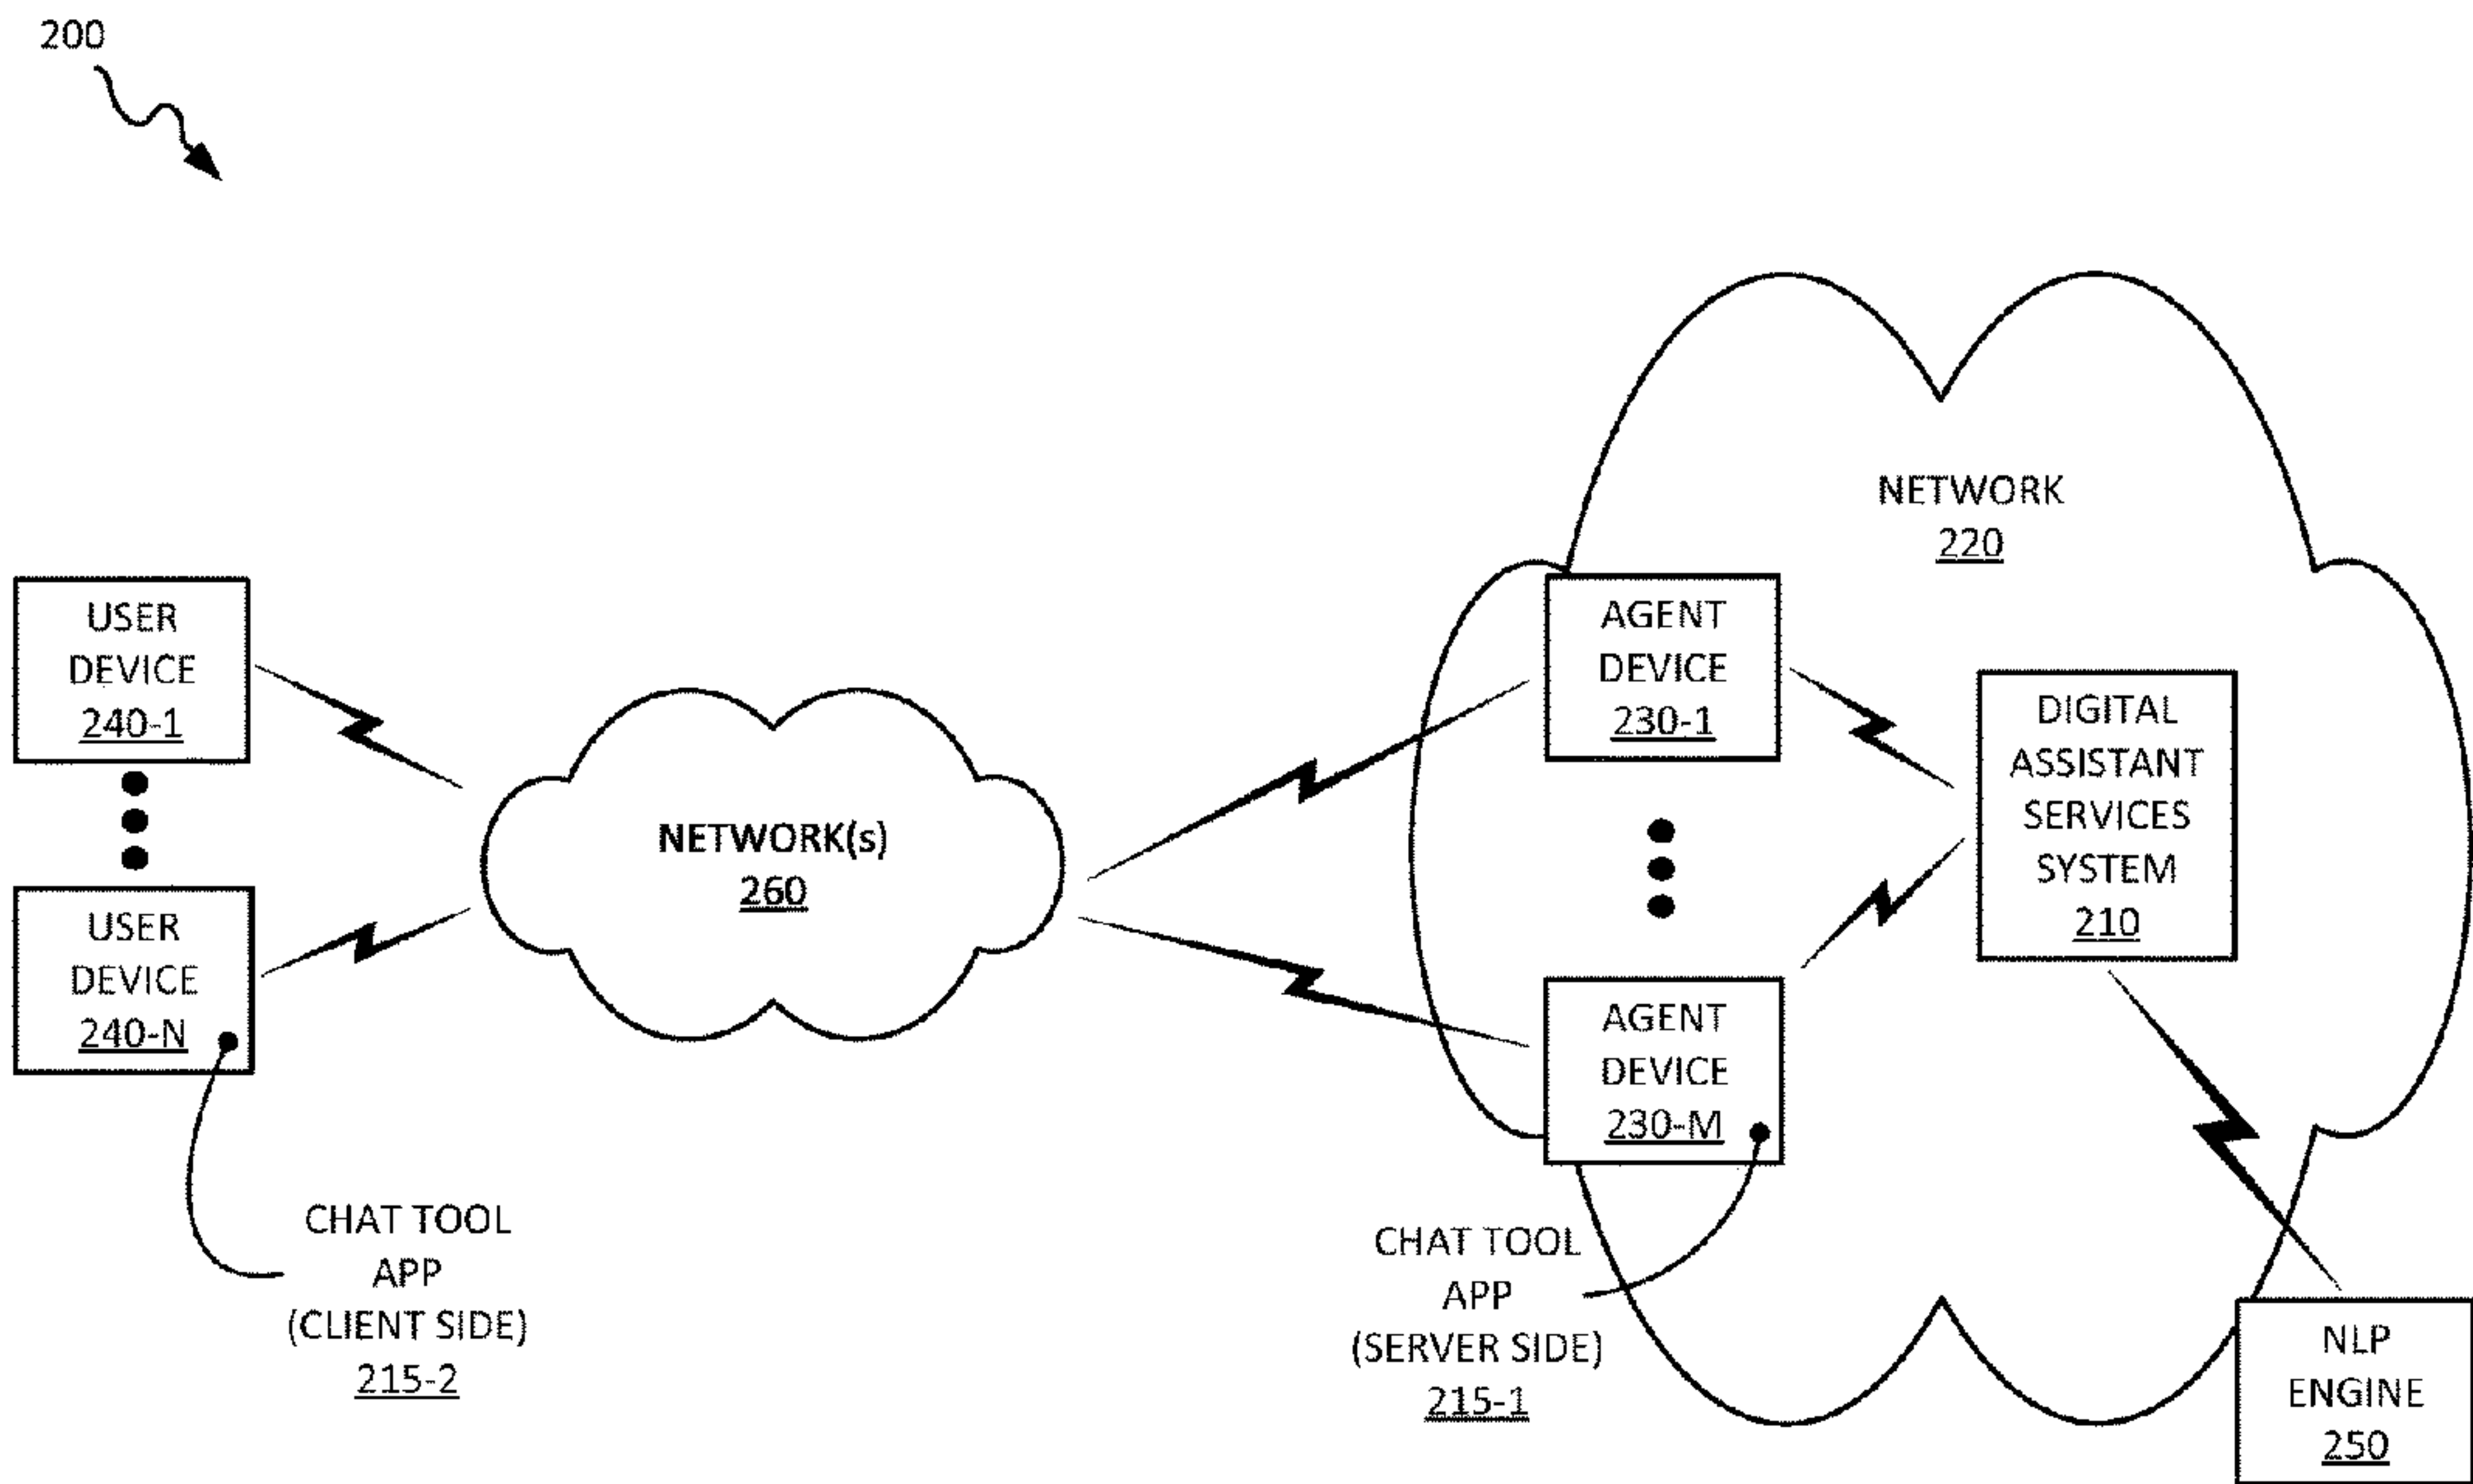 200
NETWORK
220
USER
DEVICE
240-1
AGENT
DEVICE
230-1
DIGITAL
ASSISTANT
SERVICES
SYSTEM
210
NETWORK(s)
260
USER
DEVICE
240-N
AGENT
DEVICE
230-M
CHAT TOOL
APP
(CLIENT SIDE)
215-2
CHAT TOOL
APP
(SERVER SIDE)
215-1
NLP
ENGINE
250